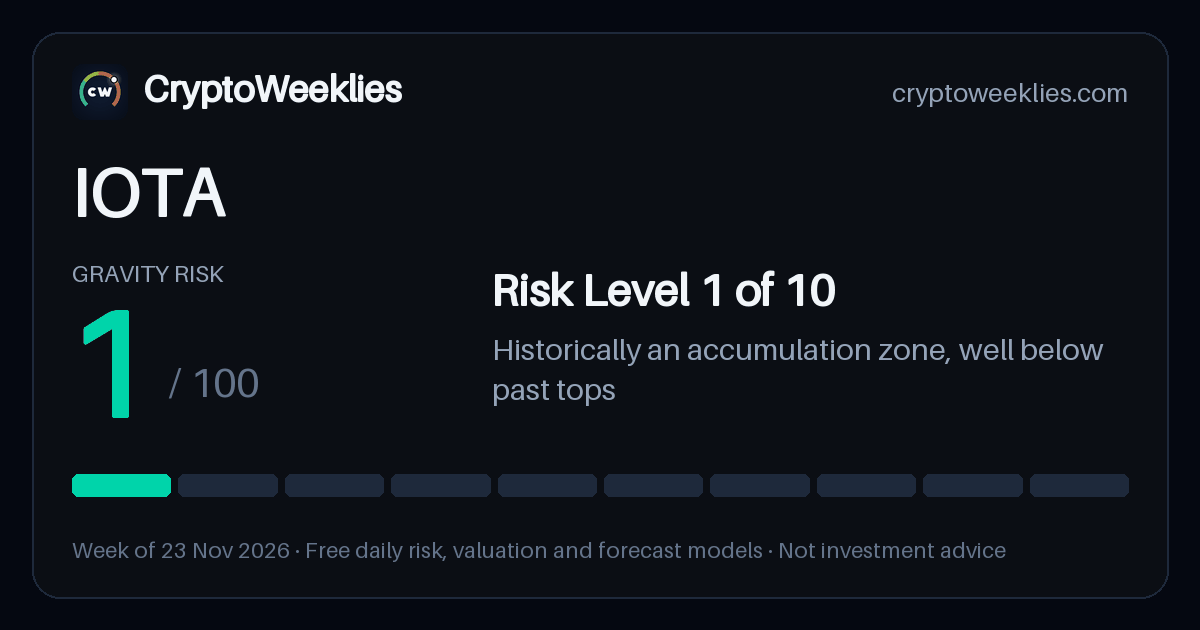 CW
CryptoWeeklies
cryptoweeklies.com
IOTA
GRAVITY RISK
1 / 100
Risk Level 1 of 10
Historically an accumulation zone, well below
past tops
Week of 23 Nov 2026 · Free daily risk, valuation and forecast models · Not investment advice